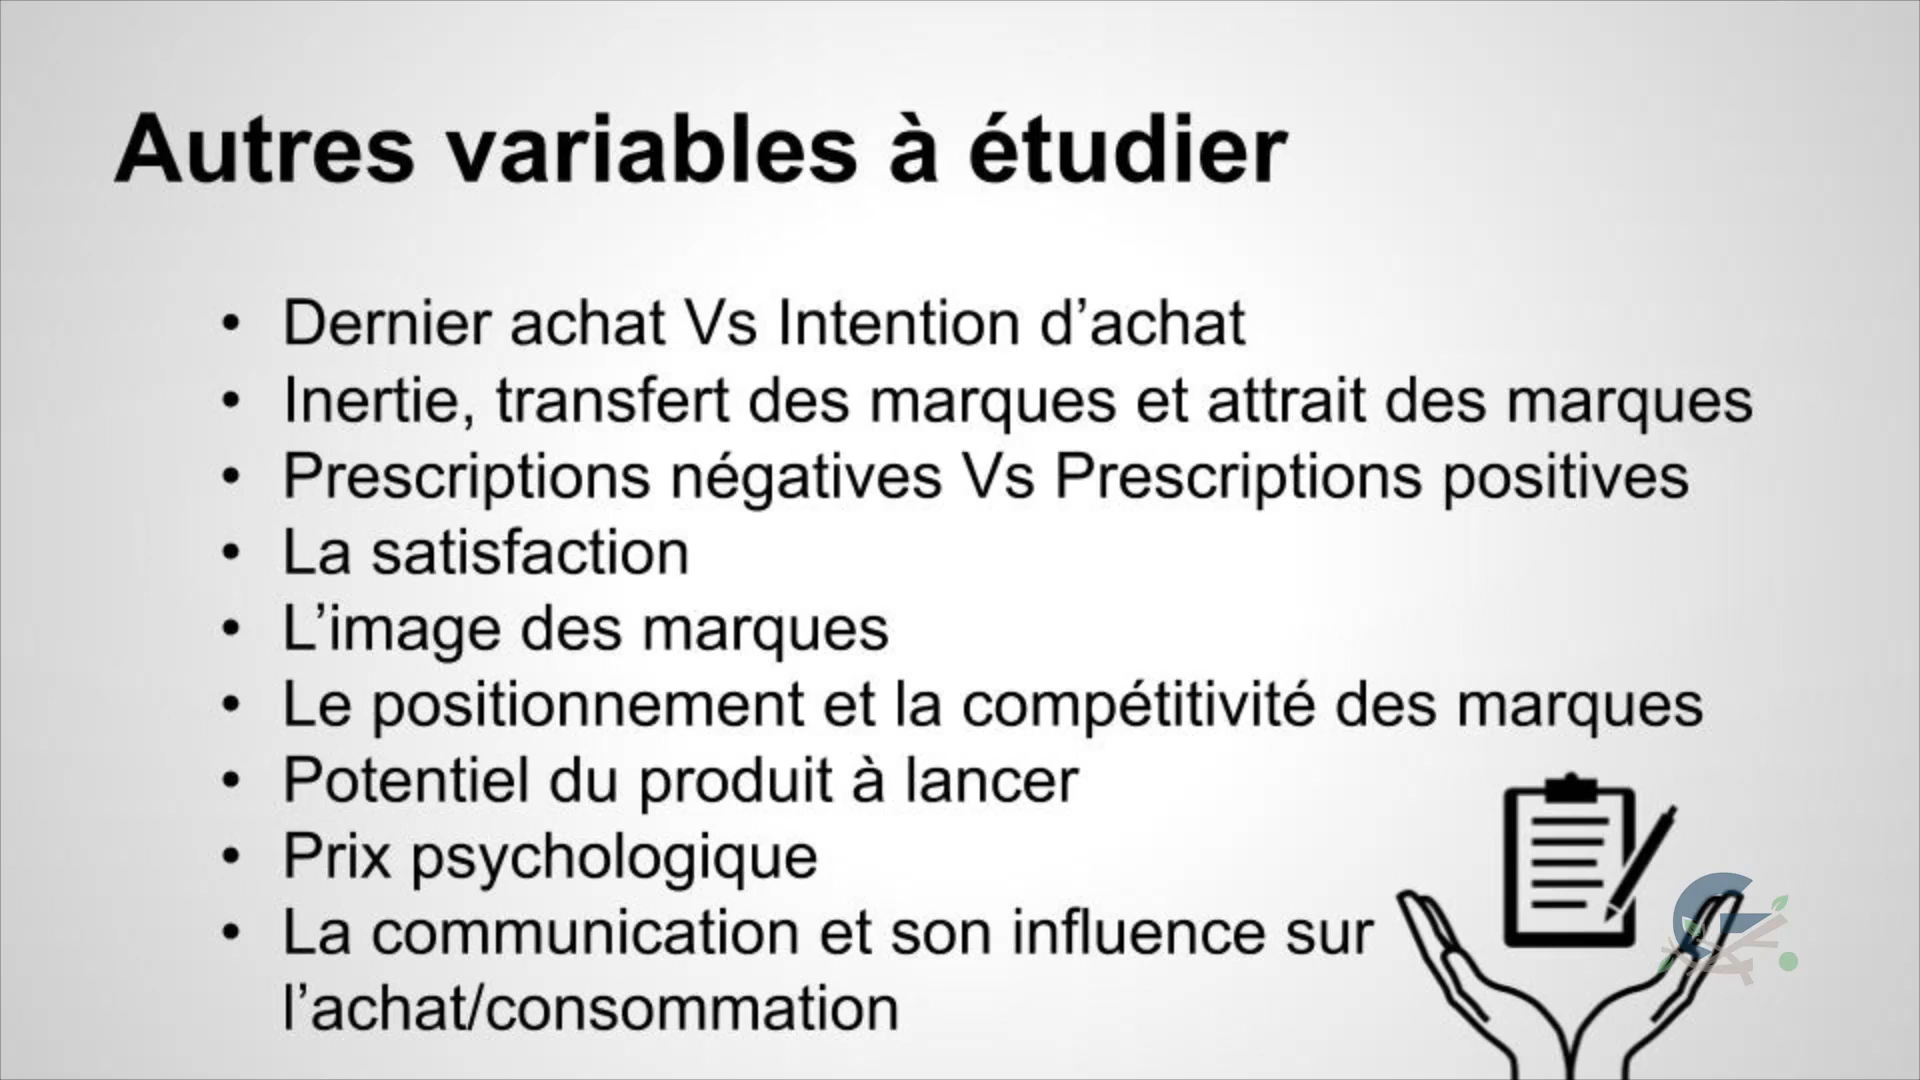 Autres variables à étudier
• Dernier achat Vs Intention d’achat
• Inertie, transfert des marques et attrait des marques
• Prescriptions négatives Vs Prescriptions positives
• La satisfaction
• L’image des marques
• Le positionnement et la compétitivité des marques
• Potentiel du produit à lancer
• Prix psychologique
• La communication et son influence sur
l’achat/consommation